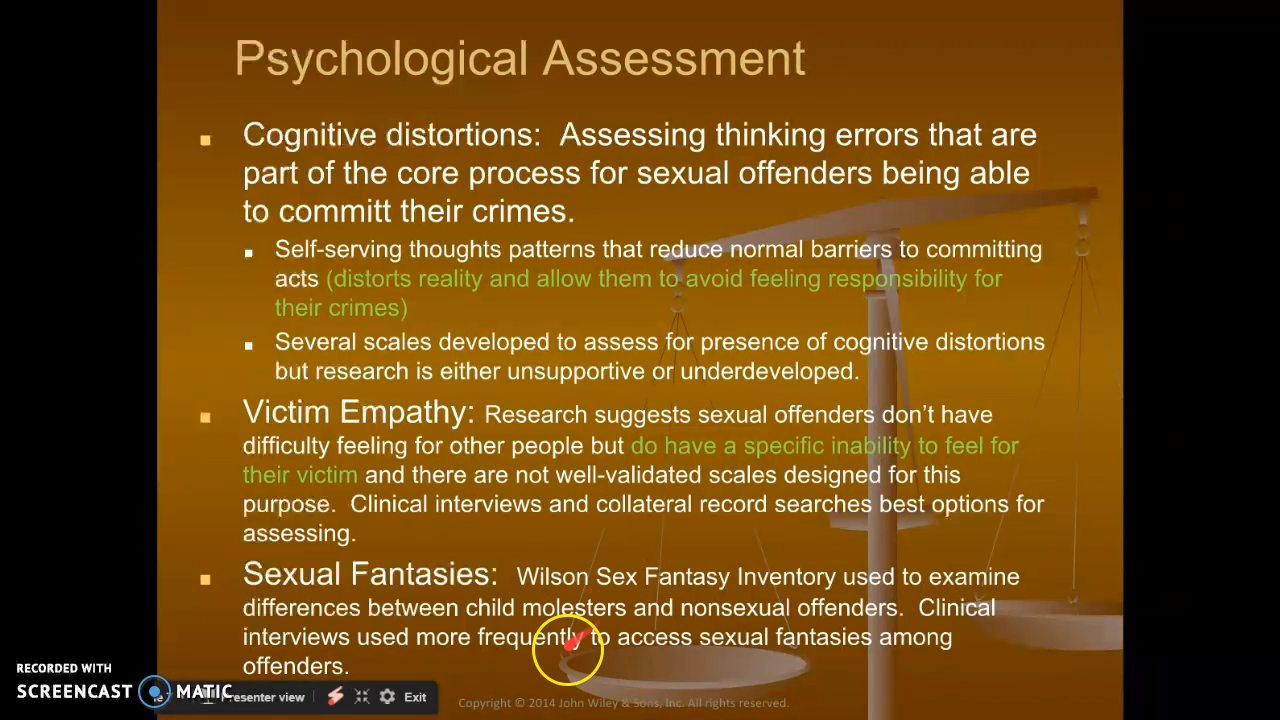 Psychological Assessment
Cognitive distortions: Assessing thinking errors that are
part of the core process for sexual offenders being able
to committ their crimes.
Self-serving thoughts patterns that reduce normal barriers to committing
acts (distorts reality and allow them to avoid feeling responsibility for
their crimes)
Several scales developed to assess for presence of cognitive distortions
but research is either unsupportive or underdeveloped.
Victim Empathy: Research suggests sexual offenders don't have
difficulty feeling for other people but do have a specific inability to feel for
their victim and there are not well-validated scales designed for this
purpose. Clinical interviews and collateral record searches best options for
assessing.
Sexual Fantasies: Wilson Sex Fantasy Inventory used to examine
differences between child molesters and nonsexual offenders. Clinical
interviews used more frequently to access sexual fantasies among
offenders.
RECORDED WITH
SCREENCAST MATIC
Presenter view Exit
Copyright © 2014 John Wiley & Sons, Inc. All rights reserved.